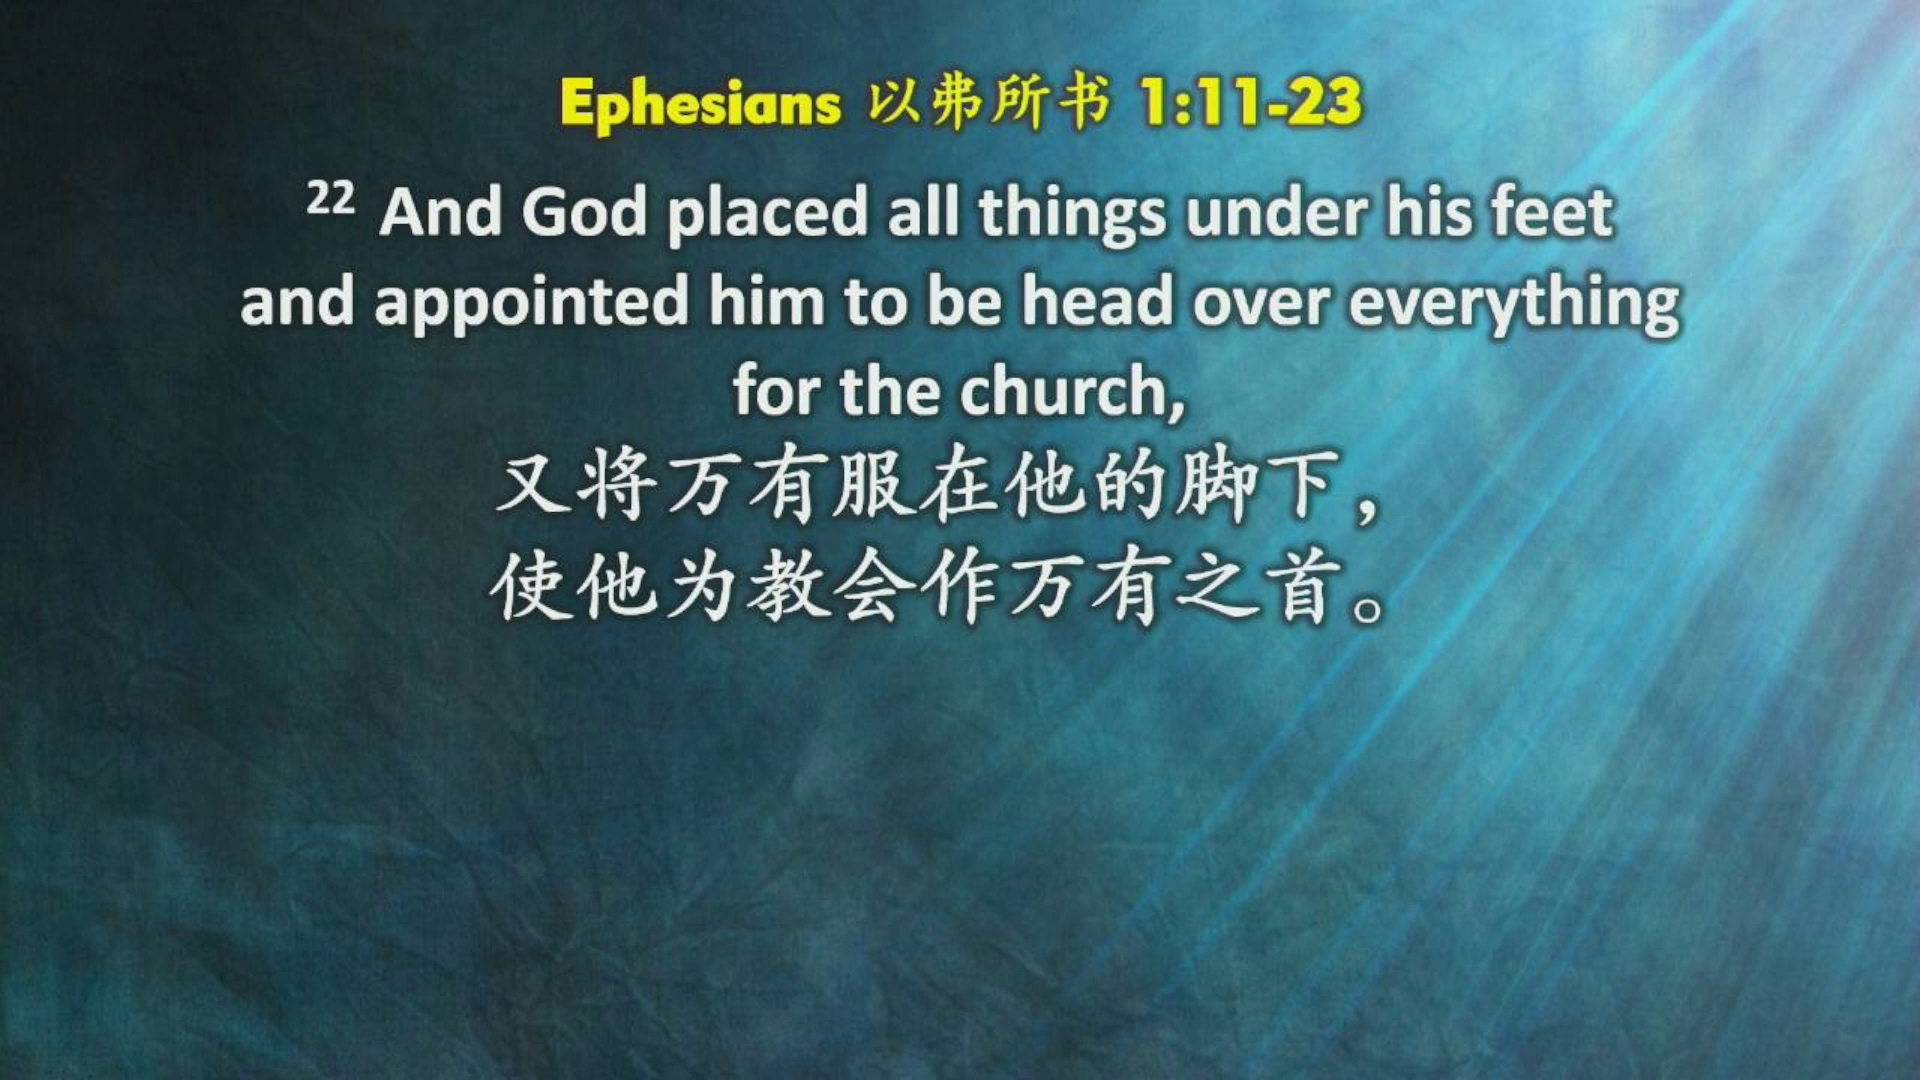 Ephesians 以弗所书 1:11-23
22 And God placed all things under his feet
and appointed him to be head over everything
for the church,
又将万有服在他的脚下，
使他为教会作万有之首。